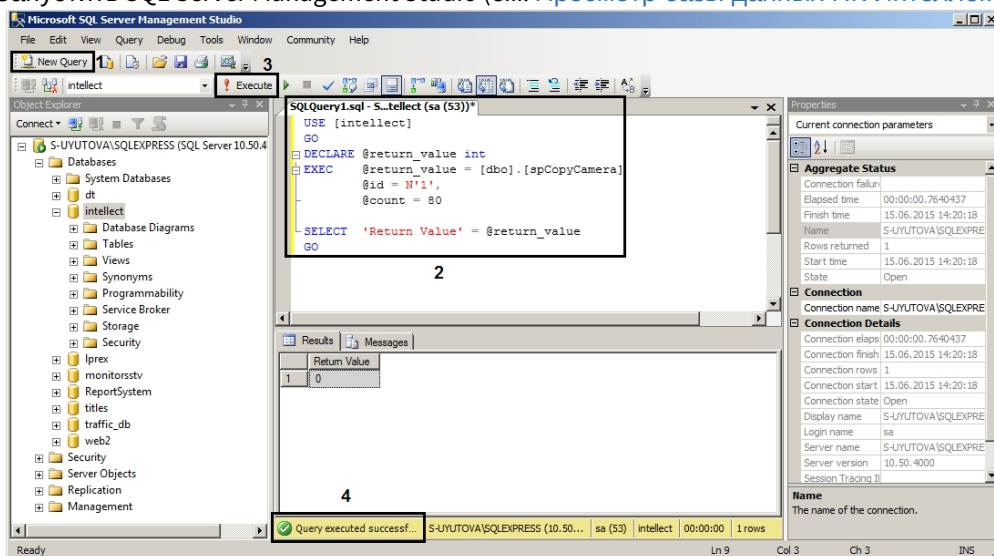 SQL Server Management Studio
Microsoft SQL Server Management Studio
File Edit View Query Debug Tools Window Community Help
New Query 1
3
intellect
Execute
Object Explorer
Connect
S-UYUTOVA\SQLEXPRESS (SQL Server 10.50.4
Databases
System Databases
dt
intellect
Database Diagrams
Tables
Views
Synonyms
Programmability
Service Broker
Storage
Security
lprex
monitorsstv
ReportSystem
titles
traffic_db
web2
Security
Server Objects
Replication
Management
SQLQuery1.sql - S...tellect (sa (53))*
USE [intellect]
GO
DECLARE @return_value int
EXEC @return_value = [dbo].[spCopyCamera]
@id = N'1',
@count = 80
SELECT 'Return Value' = @return_value
GO
2
Results Messages
Return Value
1 0
4
Query executed successf... S-UYUTOVA\SQLEXPRESS (10.50... sa (53) intellect 00:00:00 1 rows
Properties
Current connection parameters
Aggregate Status
Connection failur
Elapsed time 00:00:00.7640437
Finish time 15.06.2015 14:20:18
Name S-UYUTOVA\SQLEXPRE
Rows returned 1
Start time 15.06.2015 14:20:18
State Open
Connection
Connection name S-UYUTOVA\SQLEXPRE
Connection Details
Connection elaps 00:00:00.7640437
Connection finish 15.06.2015 14:20:18
Connection rows 1
Connection start 15.06.2015 14:20:18
Connection state Open
Display name S-UYUTOVA\SQLEXPRE
Login name sa
Server name S-UYUTOVA\SQLEXPRE
Server version 10.50.4000
Session Tracing II
Name
The name of the connection.
Ready Ln 9 Col 3 Ch 3 INS